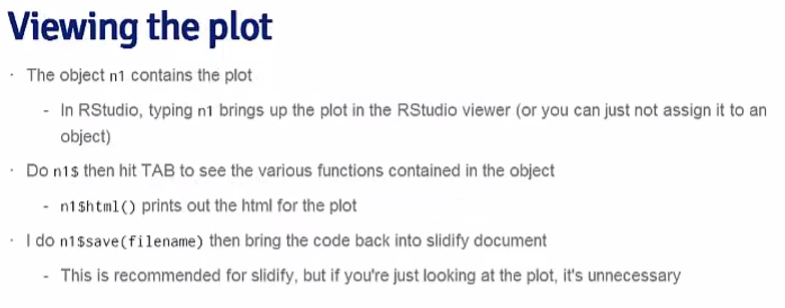 Viewing the plot
· The object n1 contains the plot
- In RStudio, typing n1 brings up the plot in the RStudio viewer (or you can just not assign it to an
object)
· Do n1$ then hit TAB to see the various functions contained in the object
- n1$html() prints out the html for the plot
· I do n1$save(filename) then bring the code back into slidify document
- This is recommended for slidify, but if you're just looking at the plot, it's unnecessary